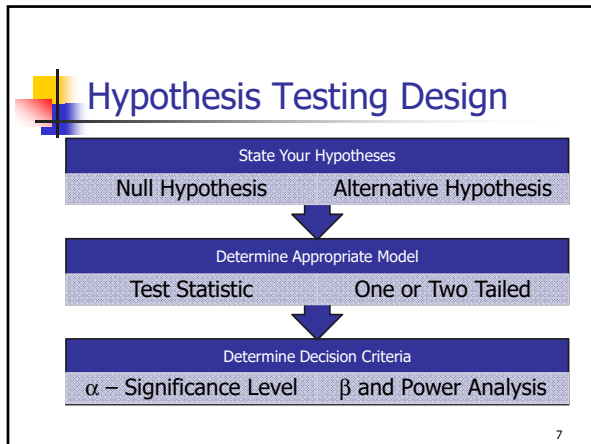 Hypothesis Testing Design
State Your Hypotheses
Null Hypothesis Alternative Hypothesis
Determine Appropriate Model
Test Statistic One or Two Tailed
Determine Decision Criteria
α – Significance Level β and Power Analysis
7